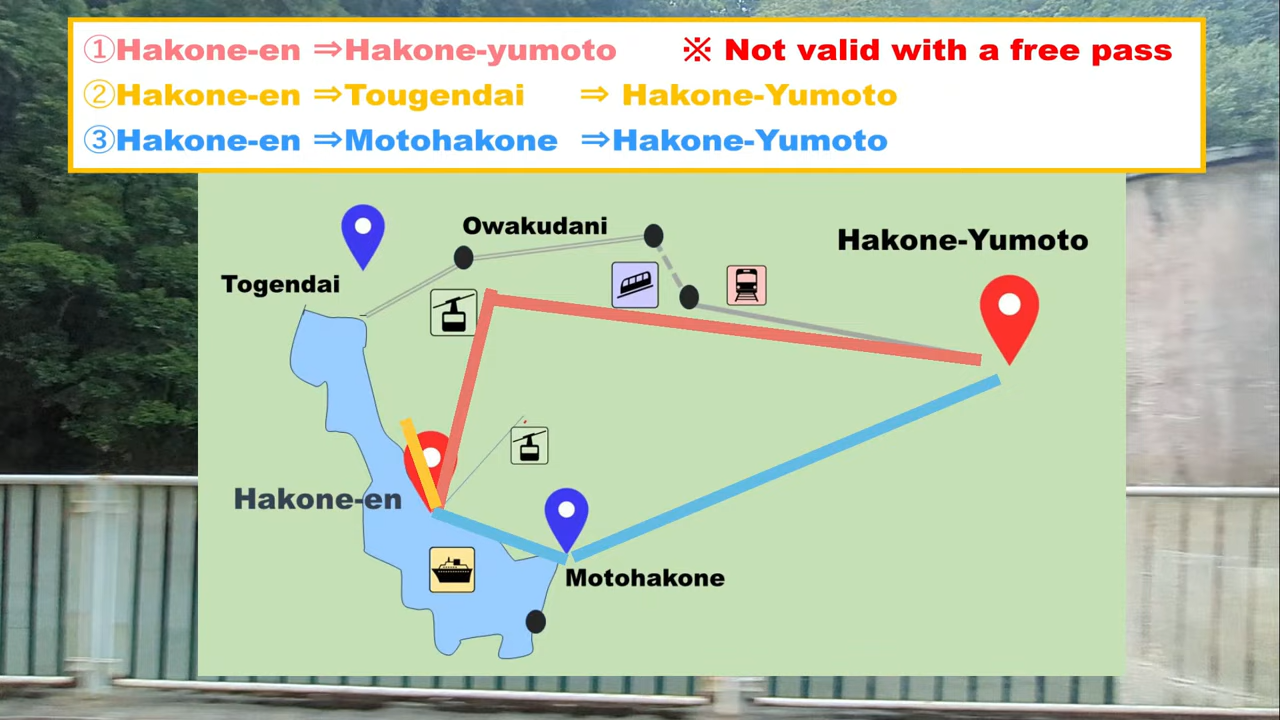 ①Hakone-en ⇒Hakone-yumoto ※ Not valid with a free pass
②Hakone-en ⇒Tougendai ⇒ Hakone-Yumoto
③Hakone-en ⇒Motohakone ⇒Hakone-Yumoto
Owakudani
Hakone-Yumoto
Togendai
Hakone-en
Motohakone